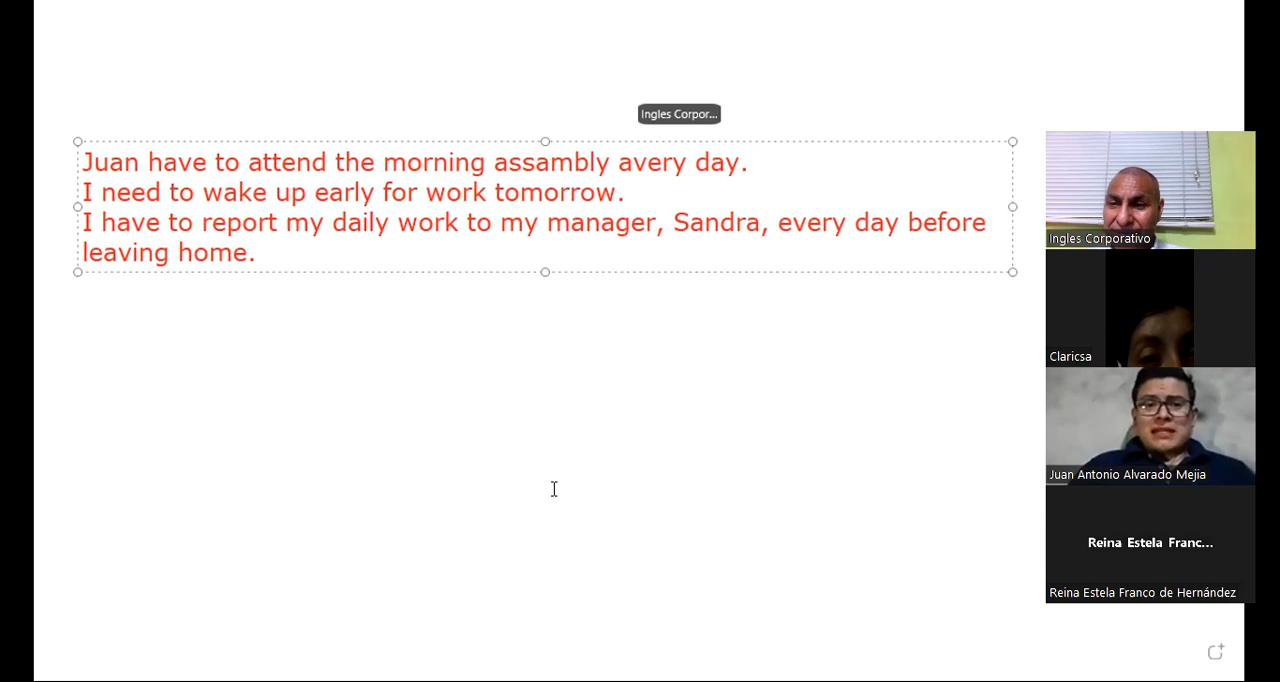 Ingles Corpor...
Juan have to attend the morning assambly avery day.
I need to wake up early for work tomorrow.
I have to report my daily work to my manager, Sandra, every day before
leaving home.
Ingles Corporativo
Claricsa
Juan Antonio Alvarado Mejia
Reina Estela Franc...
Reina Estela Franco de Hernández